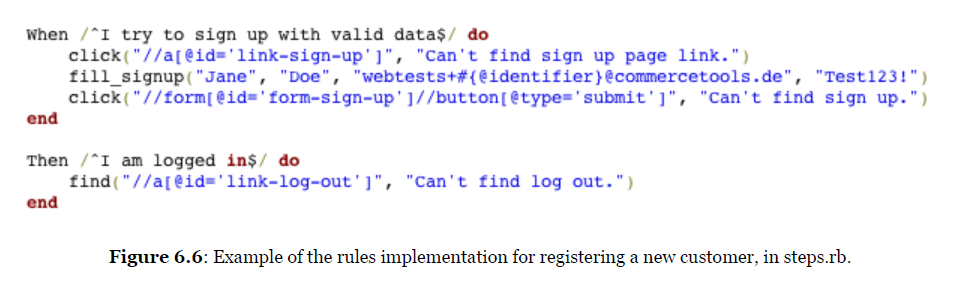 When /^I try to sign up with valid data$/ do
    click("//a[@id='link-sign-up']", "Can't find sign up page link.")
    fill_signup("Jane", "Doe", "webtests+#{@identifier}@commercetools.de", "Test123!")
    click("//form[@id='form-sign-up']//button[@type='submit']", "Can't find sign up.")
end

Then /^I am logged in$/ do
    find("//a[@id='link-log-out']", "Can't find log out.")
end

Figure 6.6: Example of the rules implementation for registering a new customer, in steps.rb.